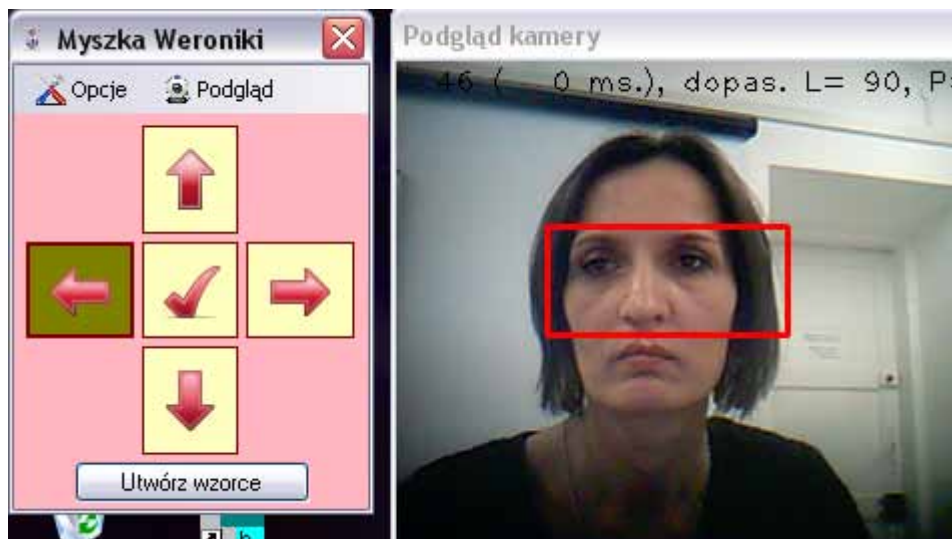 Myszka Weroniki
Opcje Podgląd
Utwórz wzorce
Podgląd kamery
46 ( 0 ms.), dopas. L= 90, P